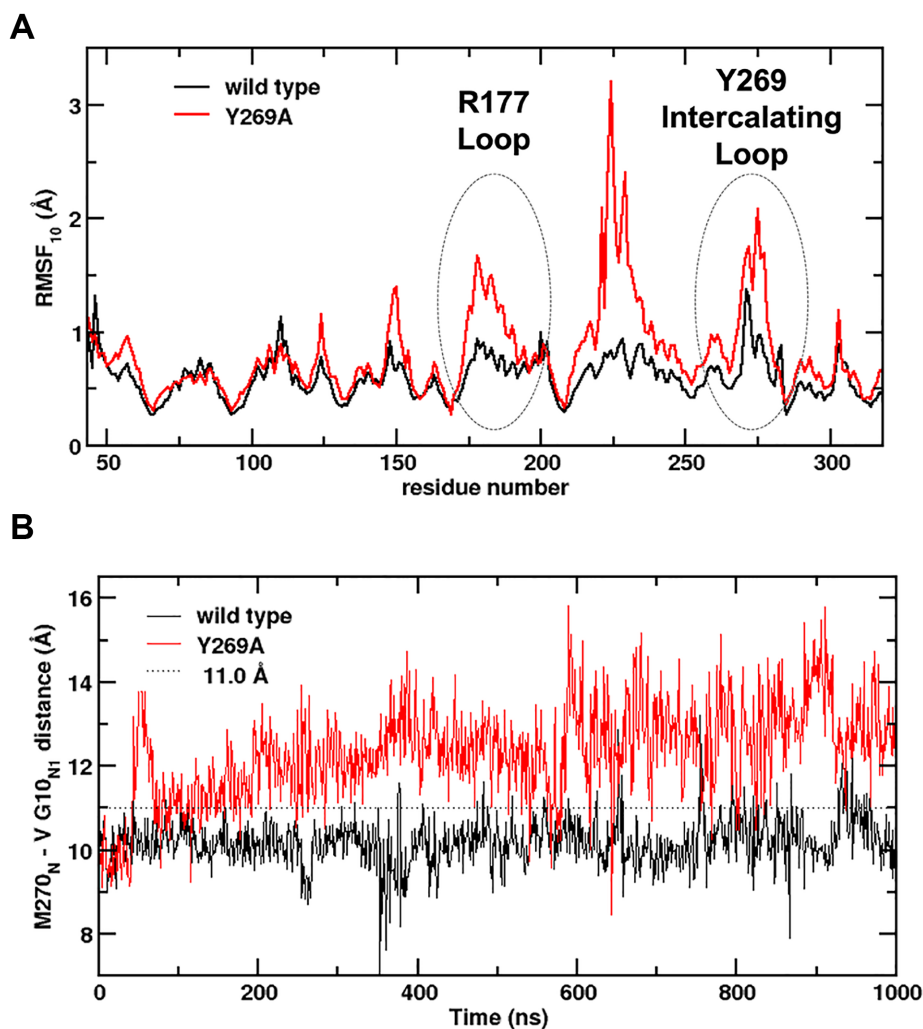 A
wild type
Y269A
R177
Loop
Y269
Intercalating
Loop
RMSF10 (Å)
3
2
1
0
50 100 150 200 250 300
residue number
B
wild type
Y269A
11.0 Å
M270N - V G10N1 distance (Å)
16
14
12
10
8
6
0 200 400 600 800 1000
Time (ns)